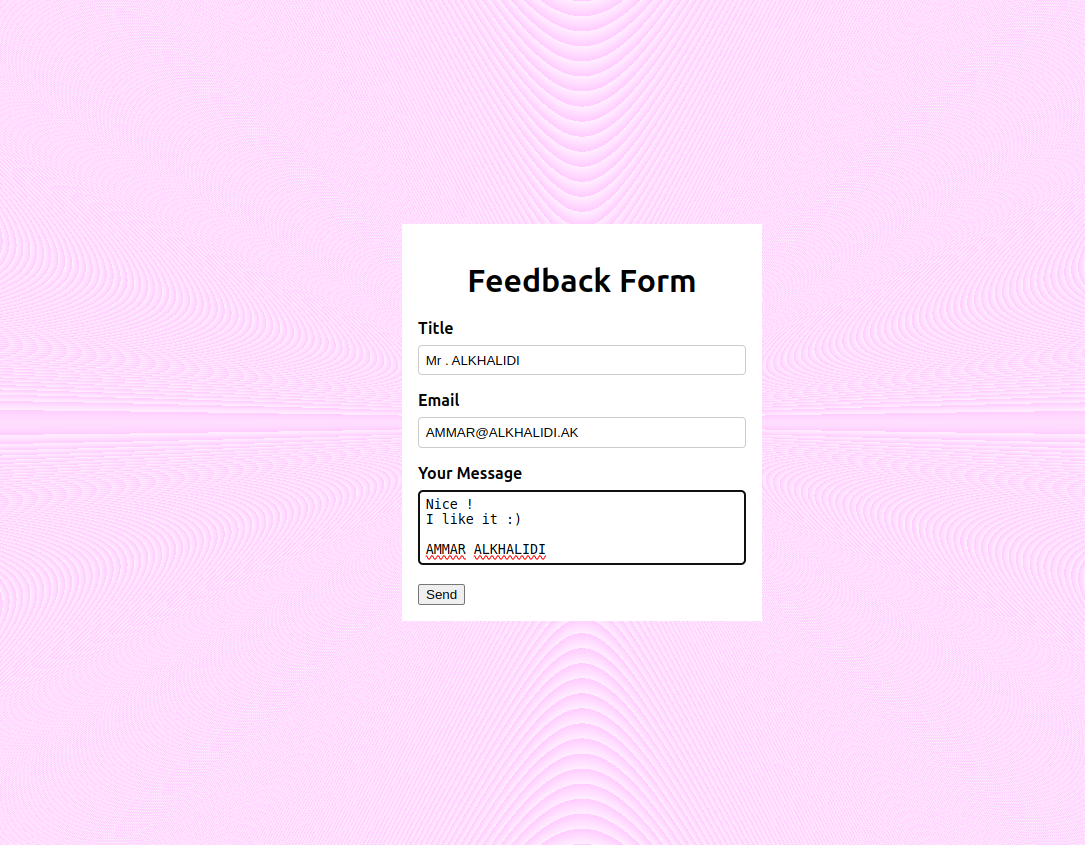 Feedback Form
Title
Mr . ALKHALIDI
Email
AMMAR@ALKHALIDI.AK
Your Message
Nice !
I like it :)
AMMAR ALKHALIDI
Send